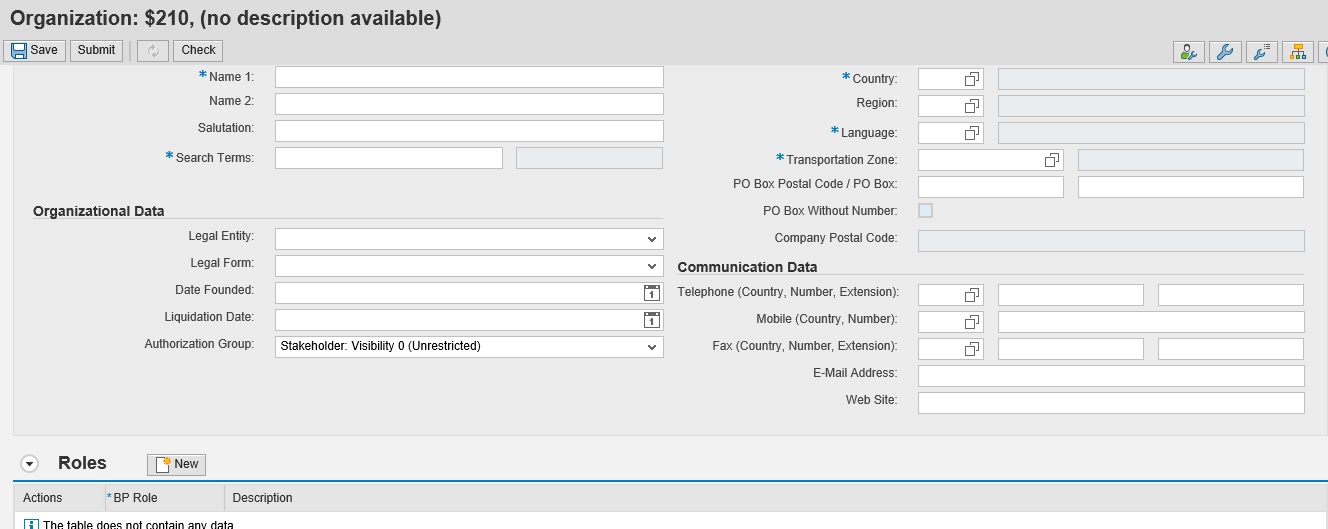 Organization: $210, (no description available)
Save Submit Check
* Name 1:
Name 2:
Salutation:
* Search Terms:
Organizational Data
Legal Entity:
Legal Form:
Date Founded: 1
Liquidation Date: 1
Authorization Group: Stakeholder: Visibility 0 (Unrestricted)
* Country:
Region:
* Language:
* Transportation Zone:
PO Box Postal Code / PO Box:
PO Box Without Number:
Company Postal Code:
Communication Data
Telephone (Country, Number, Extension):
Mobile (Country, Number):
Fax (Country, Number, Extension):
E-Mail Address:
Web Site:
Roles New
Actions * BP Role Description
The table does not contain any data